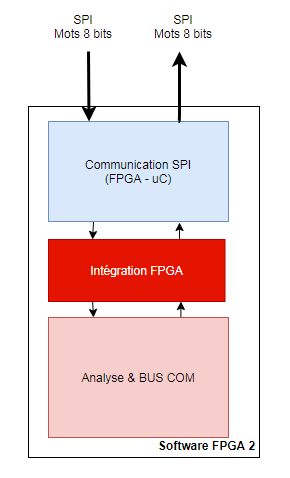 SPI
Mots 8 bits
SPI
Mots 8 bits
Communication SPI
(FPGA - uC)
Intégration FPGA
Analyse & BUS COM
Software FPGA 2